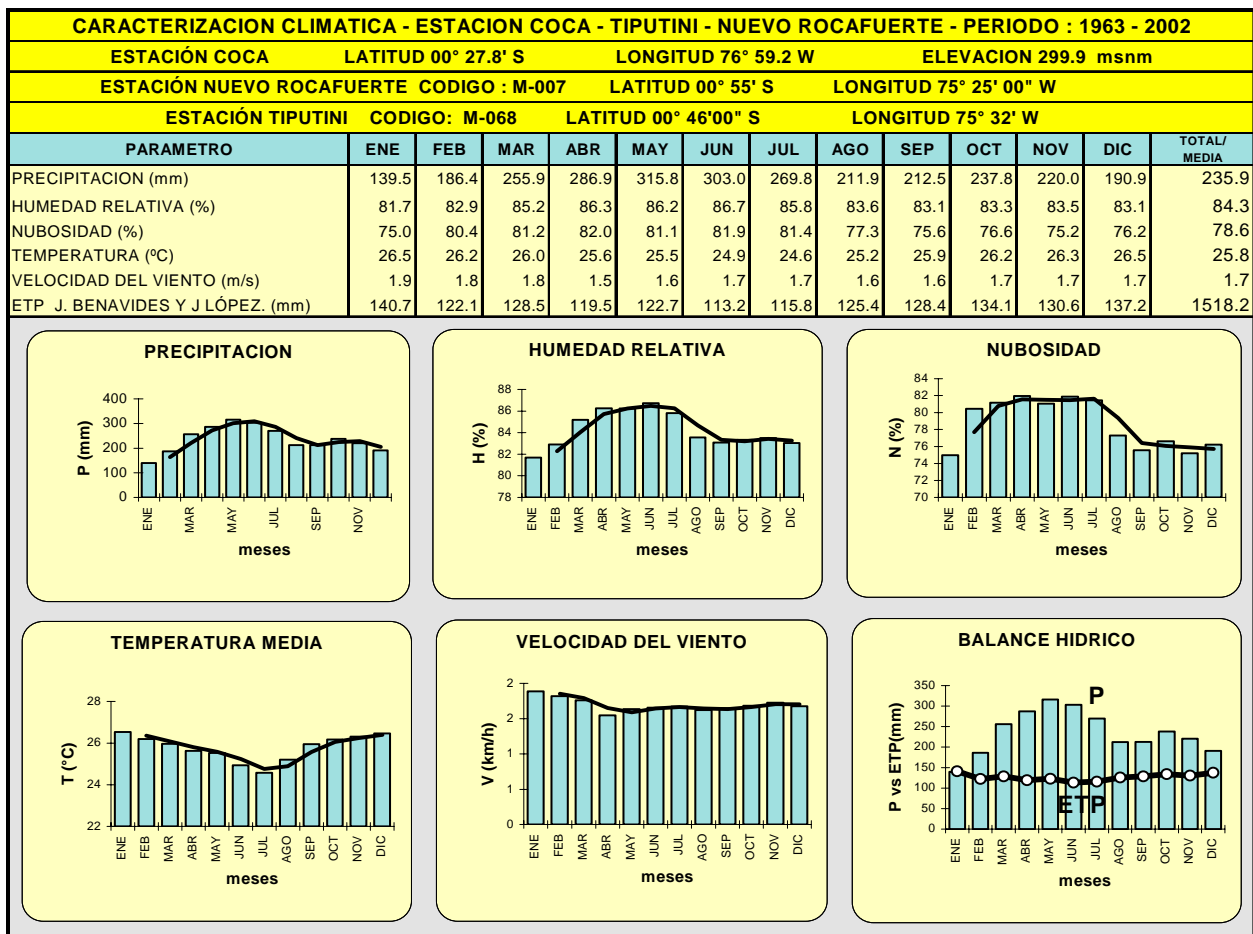 CARACTERIZACION CLIMATICA - ESTACION COCA - TIPUTINI - NUEVO ROCAFUERTE - PERIODO : 1963 - 2002
ESTACIÓN COCA LATITUD 00° 27.8' S LONGITUD 76° 59.2 W ELEVACION 299.9 msnm
ESTACIÓN NUEVO ROCAFUERTE CODIGO : M-007 LATITUD 00° 55' S LONGITUD 75° 25' 00" W
ESTACIÓN TIPUTINI CODIGO: M-068 LATITUD 00° 46'00" S LONGITUD 75° 32' W
PARAMETRO ENE FEB MAR ABR MAY JUN JUL AGO SEP OCT NOV DIC TOTAL/
MEDIA
PRECIPITACION (mm) 139.5 186.4 255.9 286.9 315.8 303.0 269.8 211.9 212.5 237.8 220.0 190.9 235.9
HUMEDAD RELATIVA (%) 81.7 82.9 85.2 86.3 86.2 86.7 85.8 83.6 83.1 83.3 83.5 83.1 84.3
NUBOSIDAD (%) 75.0 80.4 81.2 82.0 81.1 81.9 81.4 77.3 75.6 76.6 75.2 76.2 78.6
TEMPERATURA (ºC) 26.5 26.2 26.0 25.6 25.5 24.9 24.6 25.2 25.9 26.2 26.3 26.5 25.8
VELOCIDAD DEL VIENTO (m/s) 1.9 1.8 1.8 1.5 1.6 1.7 1.7 1.6 1.6 1.7 1.7 1.7 1.7
ETP J. BENAVIDES Y J LÓPEZ. (mm) 140.7 122.1 128.5 119.5 122.7 113.2 115.8 125.4 128.4 134.1 130.6 137.2 1518.2
PRECIPITACION
P (mm)
400
300
200
100
0
ENE MAR MAY JUL SEP NOV
meses
HUMEDAD RELATIVA
H (%)
88
86
84
82
80
78
ENE FEB MAR ABR MAY JUN JUL AGO SEP OCT NOV DIC
meses
NUBOSIDAD
N (%)
84
82
80
78
76
74
72
70
ENE FEB MAR ABR MAY JUN JUL AGO SEP OCT NOV DIC
meses
TEMPERATURA MEDIA
T (°C)
28
26
24
22
ENE FEB MAR ABR MAY JUN JUL AGO SEP OCT NOV DIC
meses
VELOCIDAD DEL VIENTO
V (km/h)
2
2
1
1
0
ENE FEB MAR ABR MAY JUN JUL AGO SEP OCT NOV DIC
meses
BALANCE HIDRICO
P vs ETP(mm)
350
300
250
200
150
100
50
0
P
ETP
ENE FEB MAR ABR MAY JUN JUL AGO SEP OCT NOV DIC
meses